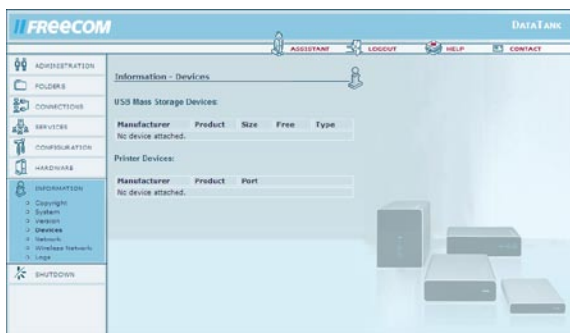 FREECOM
DATATANK
ASSISTANT
LOGOUT
HELP
CONTACT
ADMINISTRATION
FOLDERS
CONNECTIONS
SERVICES
CONFIGURATION
HARDWARE
INFORMATION
Copyright
System
Version
Devices
Network
Wireless Network
Logs
SHUTDOWN
Information - Devices
USB Mass Storage Devices:
Manufacturer Product Size Free Type
No device attached.
Printer Devices:
Manufacturer Product Port
No device attached.